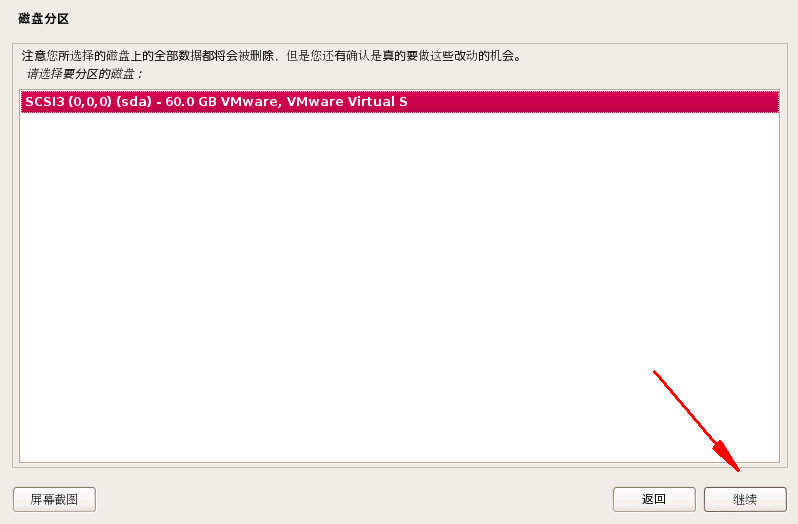 磁盘分区
注意您所选择的磁盘上的全部数据都将会被删除，但是您还有确认是真的要做这些改动的机会。
请选择要分区的磁盘：
SCSI3 (0,0,0) (sda) - 60.0 GB VMware, VMware Virtual S
屏幕截图
返回
继续